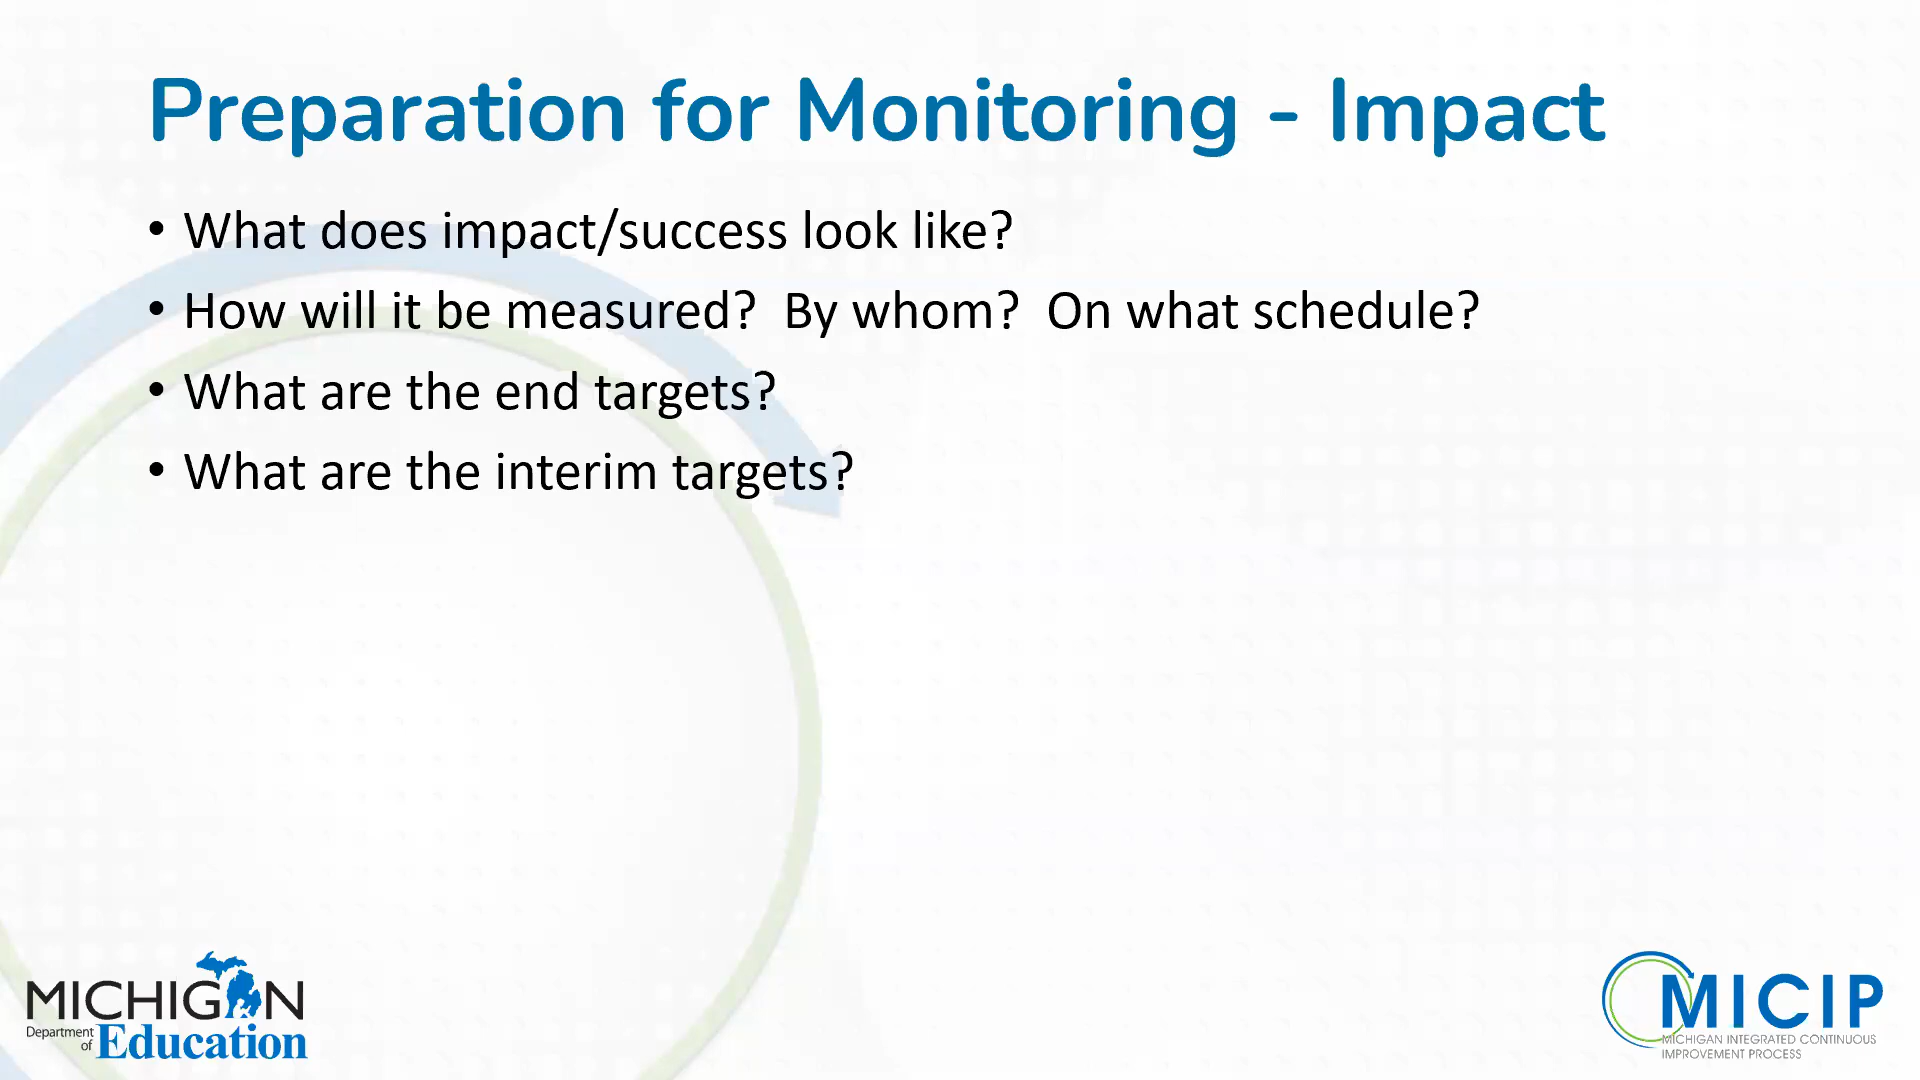 Preparation for Monitoring - Impact
• What does impact/success look like?
• How will it be measured?  By whom?  On what schedule?
• What are the end targets?
• What are the interim targets?
MICHIGAN
Department
of Education
MICIP
MICHIGAN INTEGRATED CONTINUOUS
IMPROVEMENT PROCESS